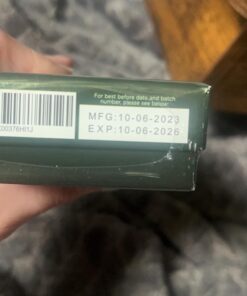 For best before date and batch
number, please see below:
MFG:10-06-2023
EXP:10-06-2026